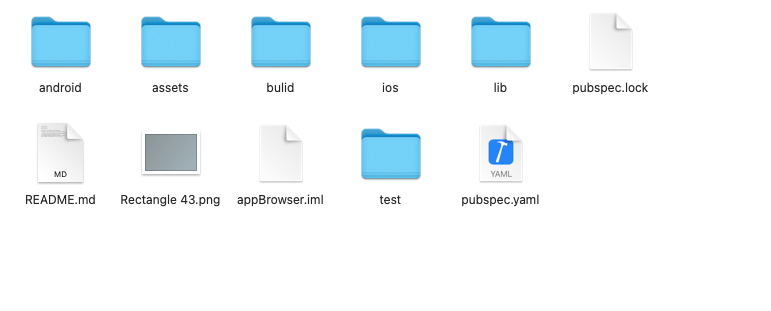 android
assets
bulid
ios
lib
pubspec.lock
MD
README.md
Rectangle 43.png
appBrowser.iml
test
YAML
pubspec.yaml